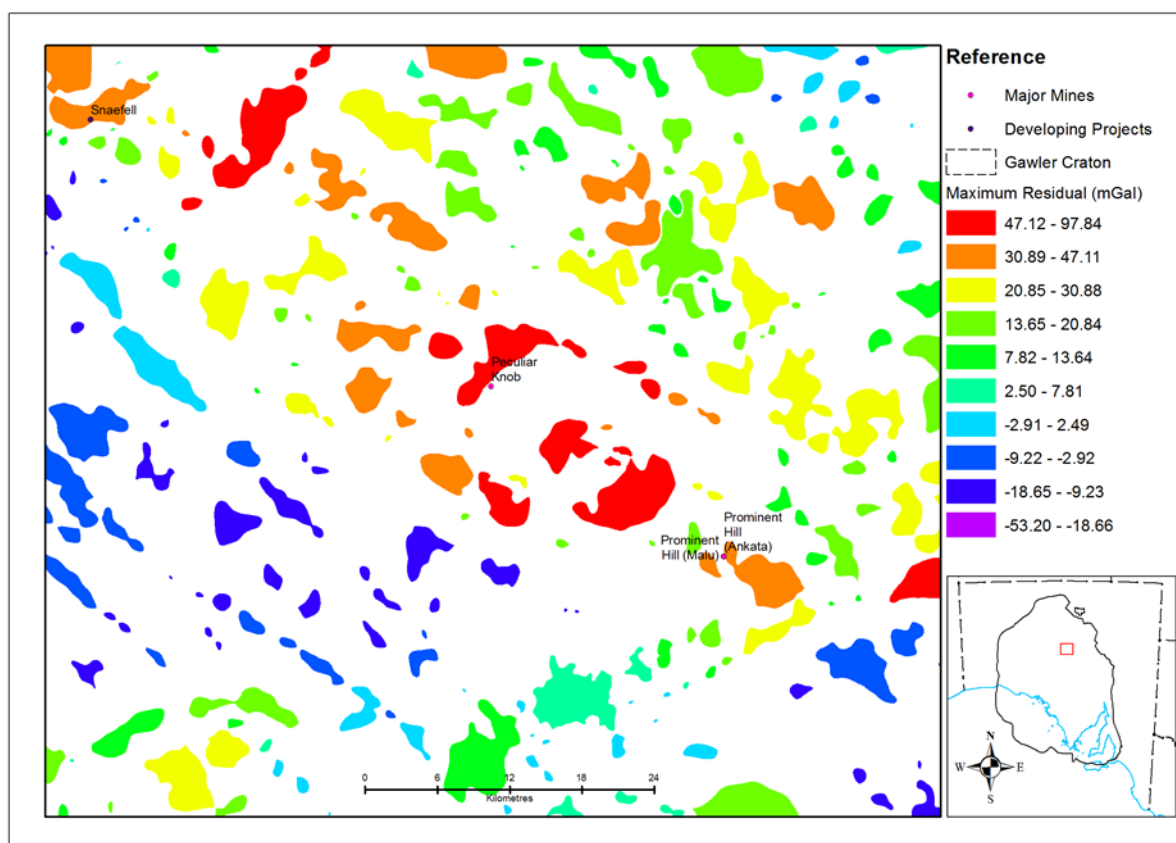 Snaefell
Peculiar
Knob
Prominent
Hill
(Ankata)
Prominent
Hill (Malu)
0 6 12 18 24
Kilometres
Reference
Major Mines
Developing Projects
Gawler Craton
Maximum Residual (mGal)
47.12 - 97.84
30.89 - 47.11
20.85 - 30.88
13.65 - 20.84
7.82 - 13.64
2.50 - 7.81
-2.91 - 2.49
-9.22 - -2.92
-18.65 - -9.23
-53.20 - -18.66
N
W E
S